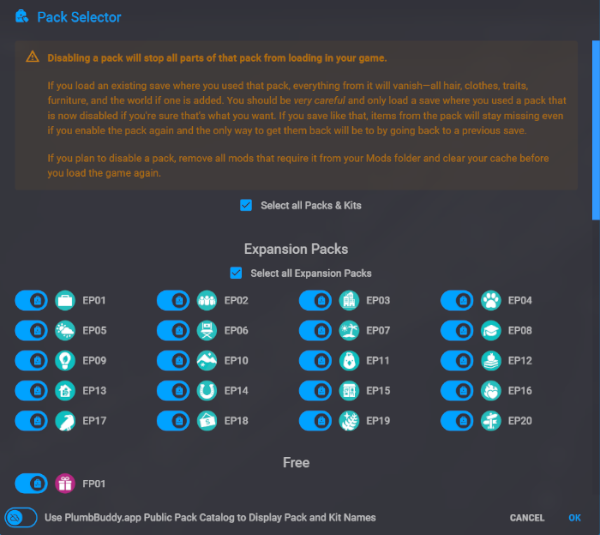 Pack Selector
Disabling a pack will stop all parts of that pack from loading in your game.
If you load an existing save where you used that pack, everything from it will vanish—all hair, clothes, traits,
furniture, and the world if one is added. You should be very careful and only load a save where you used a pack that
is now disabled if you're sure that's what you want. If you save like that, items from the pack will stay missing even
if you enable the pack again and the only way to get them back will be to by going back to a previous save.
If you plan to disable a pack, remove all mods that require it from your Mods folder and clear your cache before
you load the game again.
Select all Packs & Kits
Expansion Packs
Select all Expansion Packs
EP01 EP02 EP03 EP04
EP05 EP06 EP07 EP08
EP09 EP10 EP11 EP12
EP13 EP14 EP15 EP16
EP17 EP18 EP19 EP20
Free
FP01
Use PlumbBuddy.app Public Pack Catalog to Display Pack and Kit Names CANCEL OK